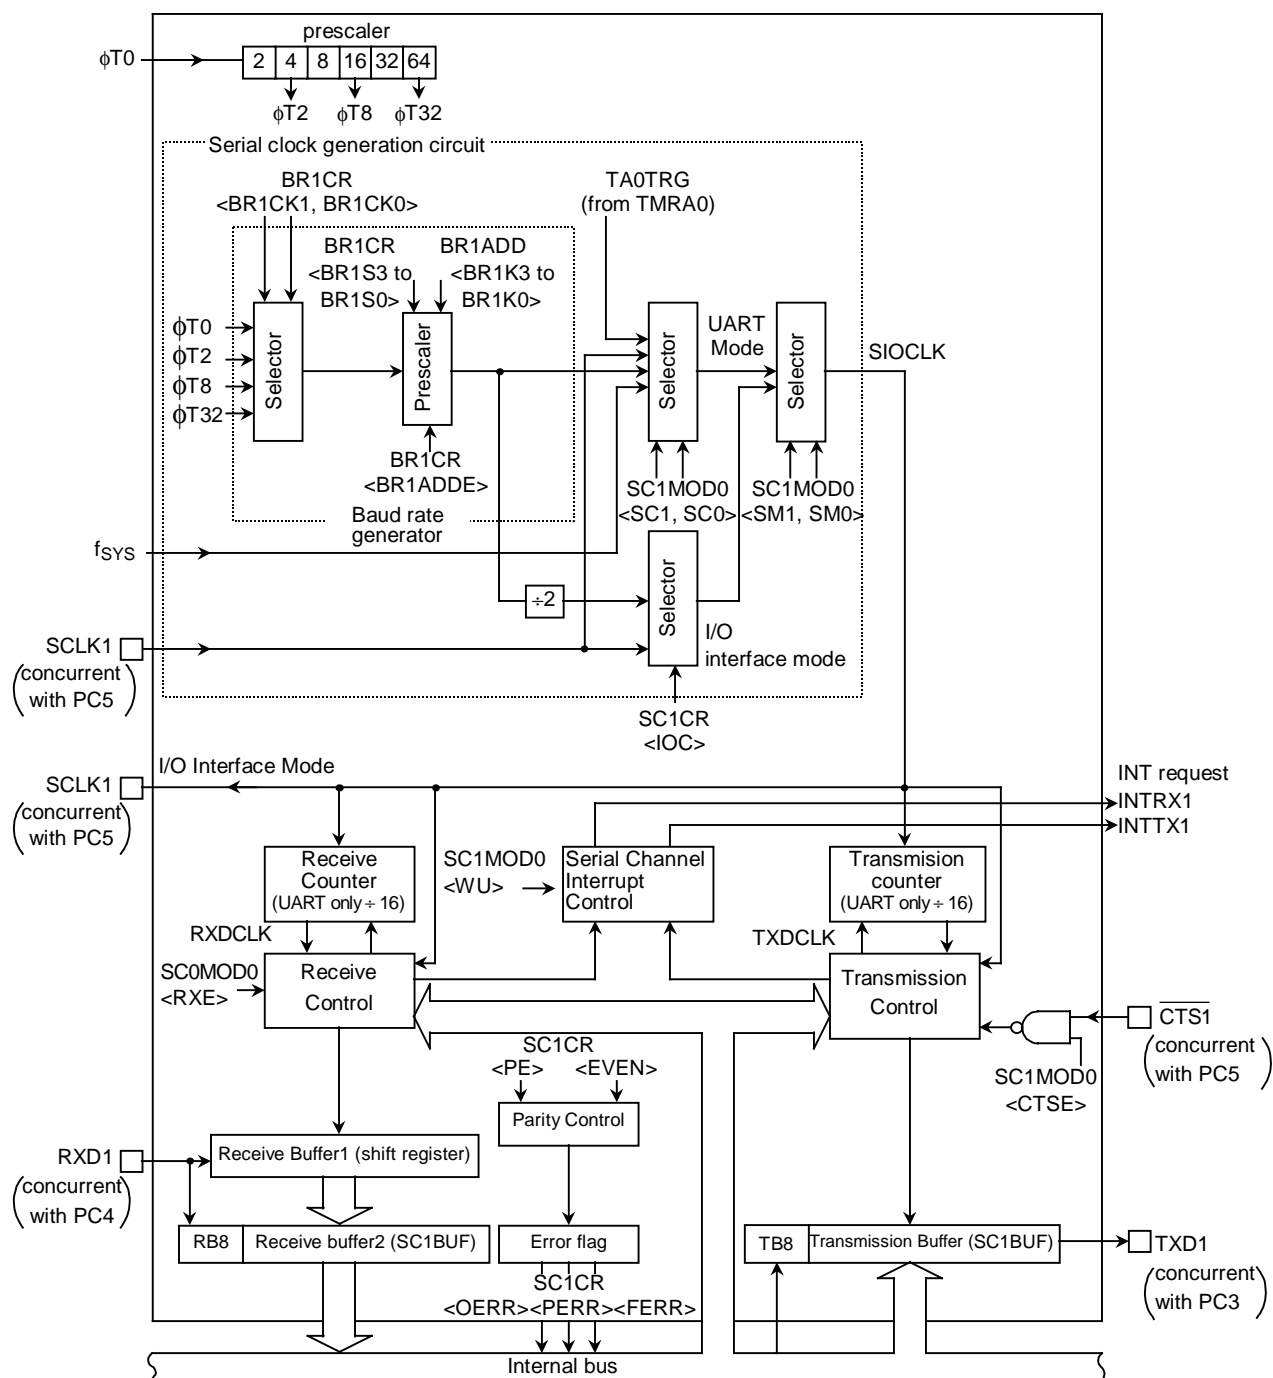 prescaler
ϕT0
2 4 8 16 32 64
ϕT2 ϕT8 ϕT32
Serial clock generation circuit
BR1CR
<BR1CK1, BR1CK0>
TA0TRG
(from TMRA0)
BR1CR
<BR1S3 to
BR1S0>
BR1ADD
<BR1K3 to
BR1K0>
ϕT0
ϕT2
ϕT8
ϕT32
Selector
Prescaler
Selector
UART
Mode
Selector
SIOCLK
BR1CR
<BR1ADDE>
SC1MOD0
<SC1, SC0>
SC1MOD0
<SM1, SM0>
Baud rate
generator
fSYS
÷2
Selector
I/O
interface mode
SCLK1
(concurrent
with PC5)
SC1CR
<IOC>
I/O Interface Mode
SCLK1
(concurrent
with PC5)
INT request
INTRX1
INTTX1
Receive
Counter
(UART only ÷ 16)
SC1MOD0
<WU>
Serial Channel
Interrupt
Control
Transmision
counter
(UART only ÷ 16)
RXDCLK
TXDCLK
SC0MOD0
<RXE>
Receive
Control
Transmission
Control
CTS1
(concurrent
with PC5)
SC1MOD0
<CTSE>
SC1CR
<PE> <EVEN>
Parity Control
RXD1
(concurrent
with PC4)
Receive Buffer1 (shift register)
RB8 Receive buffer2 (SC1BUF)
Error flag
TB8 Transmission Buffer (SC1BUF)
TXD1
(concurrent
with PC3)
SC1CR
<OERR><PERR><FERR>
Internal bus